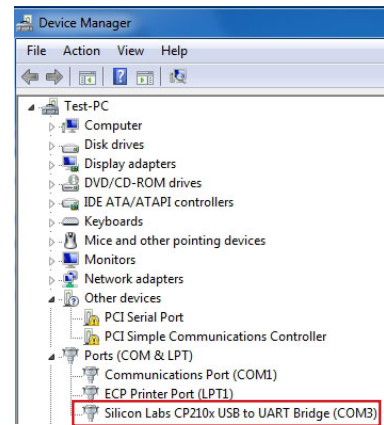 Device Manager
File Action View Help
Test-PC
Computer
Disk drives
Display adapters
DVD/CD-ROM drives
IDE ATA/ATAPI controllers
Keyboards
Mice and other pointing devices
Monitors
Network adapters
Other devices
PCI Serial Port
PCI Simple Communications Controller
Ports (COM & LPT)
Communications Port (COM1)
ECP Printer Port (LPT1)
Silicon Labs CP210x USB to UART Bridge (COM3)